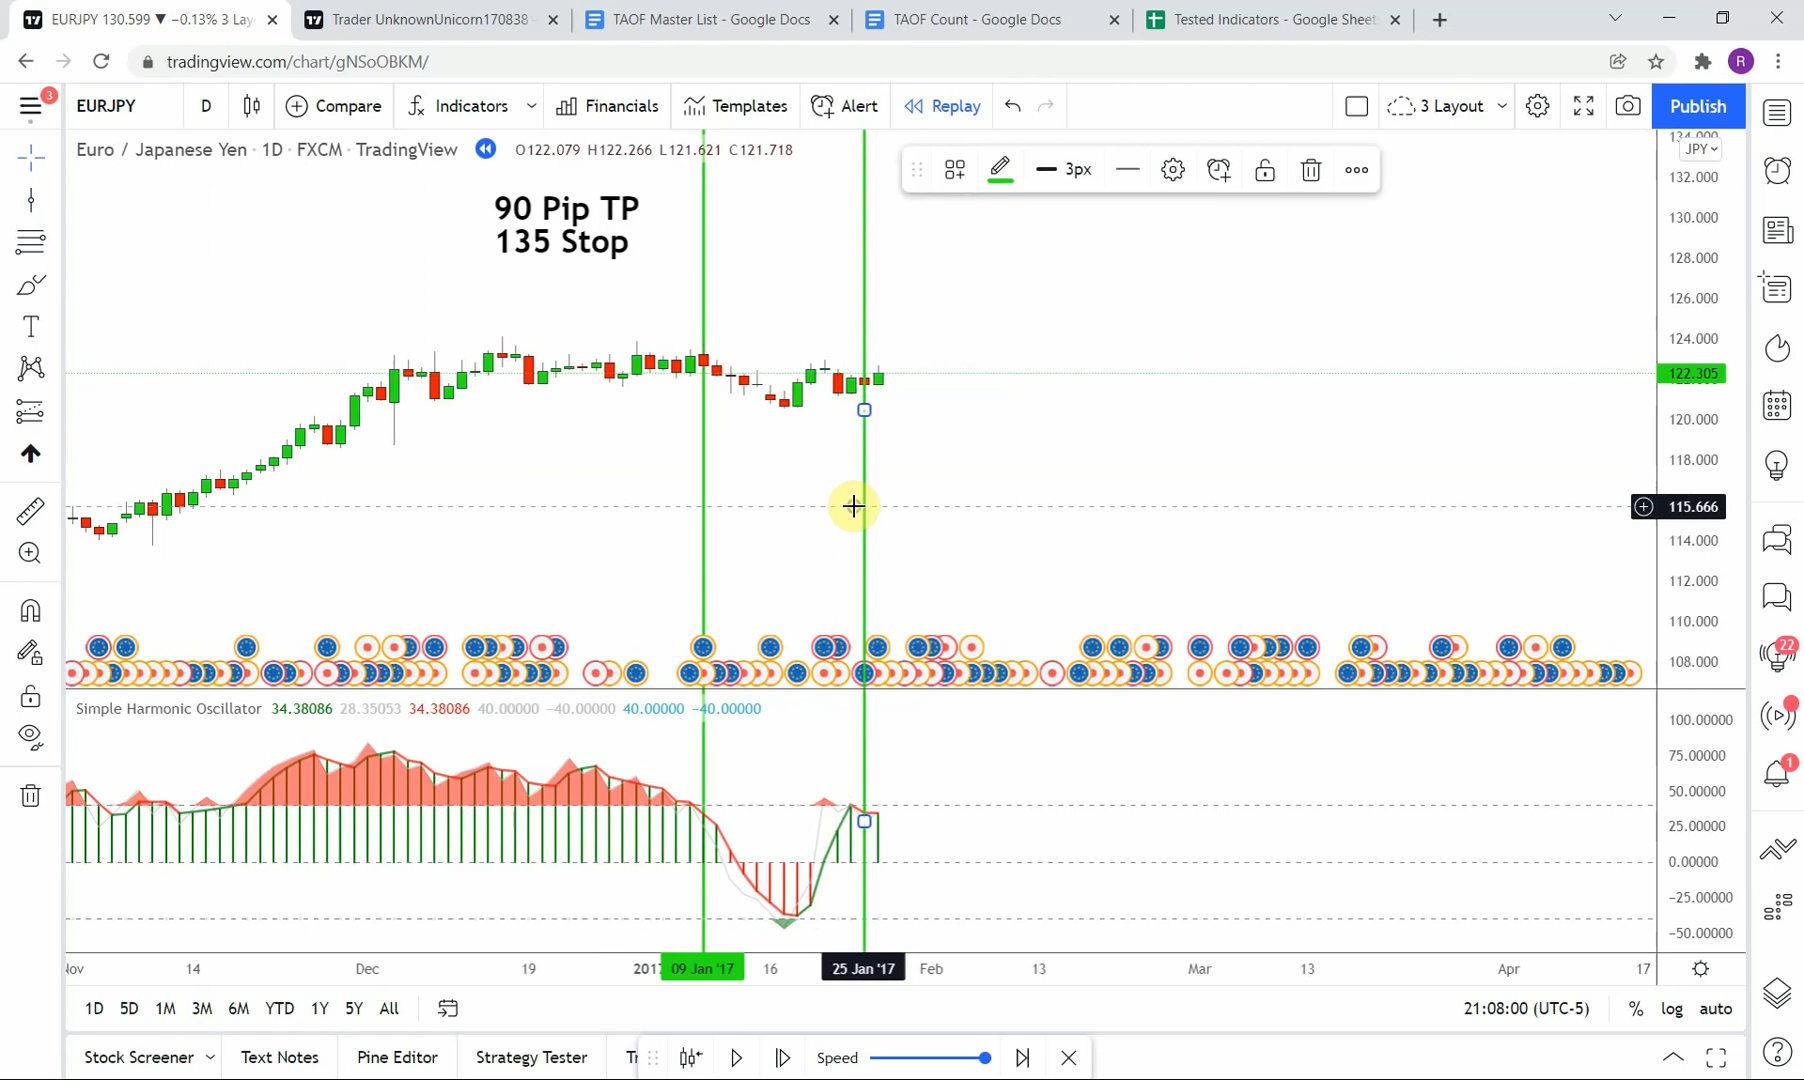 EURJPY 130.599 ▼ −0.13% 3 Lay
Trader UnknownUnicorn170838 -
TAOF Master List - Google Docs
TAOF Count - Google Docs
Tested Indicators - Google Sheet
tradingview.com/chart/gNSoOBKM/
R
3
EURJPY
D
Compare
Indicators
Financials
Templates
Alert
Replay
3 Layout
Publish
Euro / Japanese Yen · 1D · FXCM · TradingView
O122.079 H122.266 L121.621 C121.718
3px
90 Pip TP
135 Stop
134.000
JPY
132.000
130.000
128.000
126.000
124.000
122.305
120.000
118.000
115.666
114.000
112.000
110.000
108.000
22
1
Simple Harmonic Oscillator 34.38086 28.35053 34.38086 40.00000 −40.00000 40.00000 −40.00000
100.00000
75.00000
50.00000
25.00000
0.00000
−25.00000
−50.00000
Nov 14 Dec 19 2017 09 Jan '17 16 25 Jan '17 Feb 13 Mar 13 Apr 17
1D 5D 1M 3M 6M YTD 1Y 5Y All
21:08:00 (UTC-5) % log auto
Stock Screener
Text Notes
Pine Editor
Strategy Tester
Speed